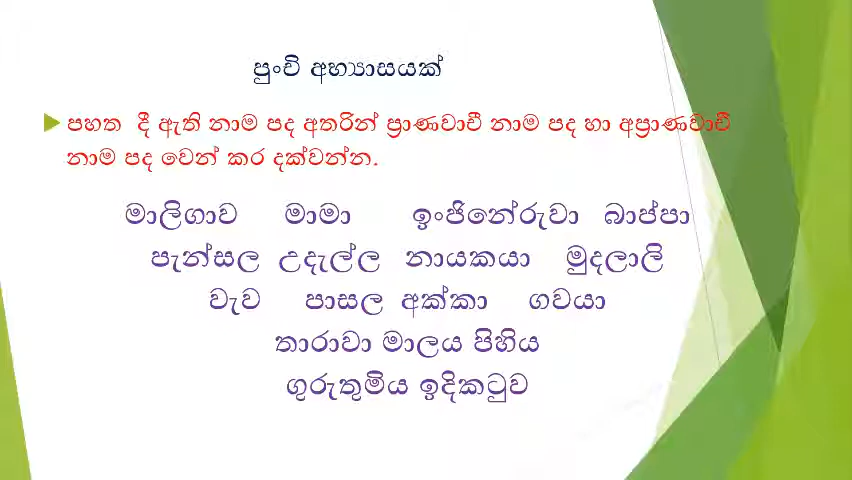 පුංචි අභ්‍යාසයක්
පහත දී ඇති නාම පද අතරින් ප්‍රාණවාචී නාම පද හා අප්‍රාණවාචී
නාම පද වෙන් කර දක්වන්න.
මාලිගාව මාමා ඉංජිනේරුවා බාප්පා
පැන්සල උදැල්ල නායකයා මුදලාලි
වැව පාසල අක්කා ගවයා
තාරාවා මාලය පිහිය
ගුරුතුමිය ඉදිකටුව